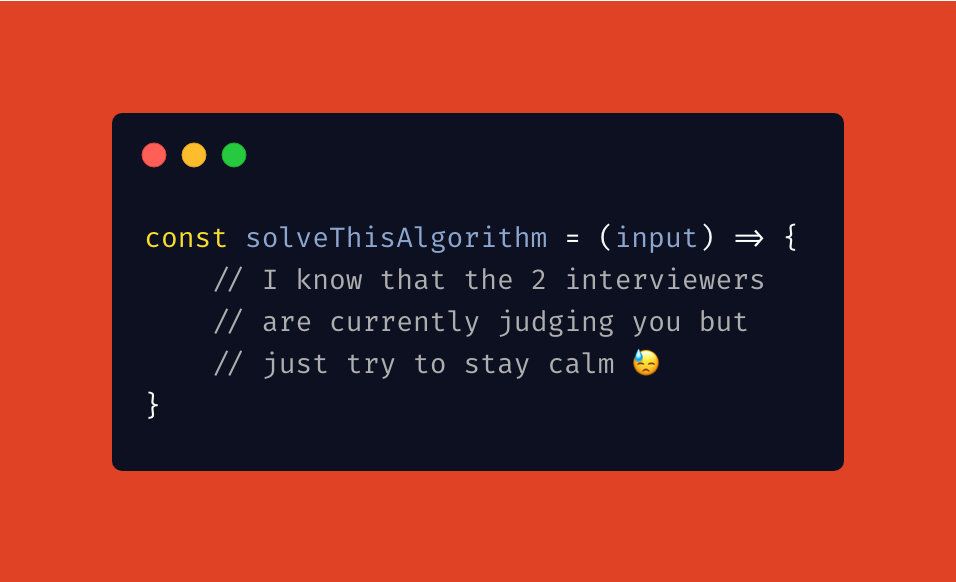 const solveThisAlgorithm = (input) => {
// I know that the 2 interviewers
// are currently judging you but
// just try to stay calm 😓
}